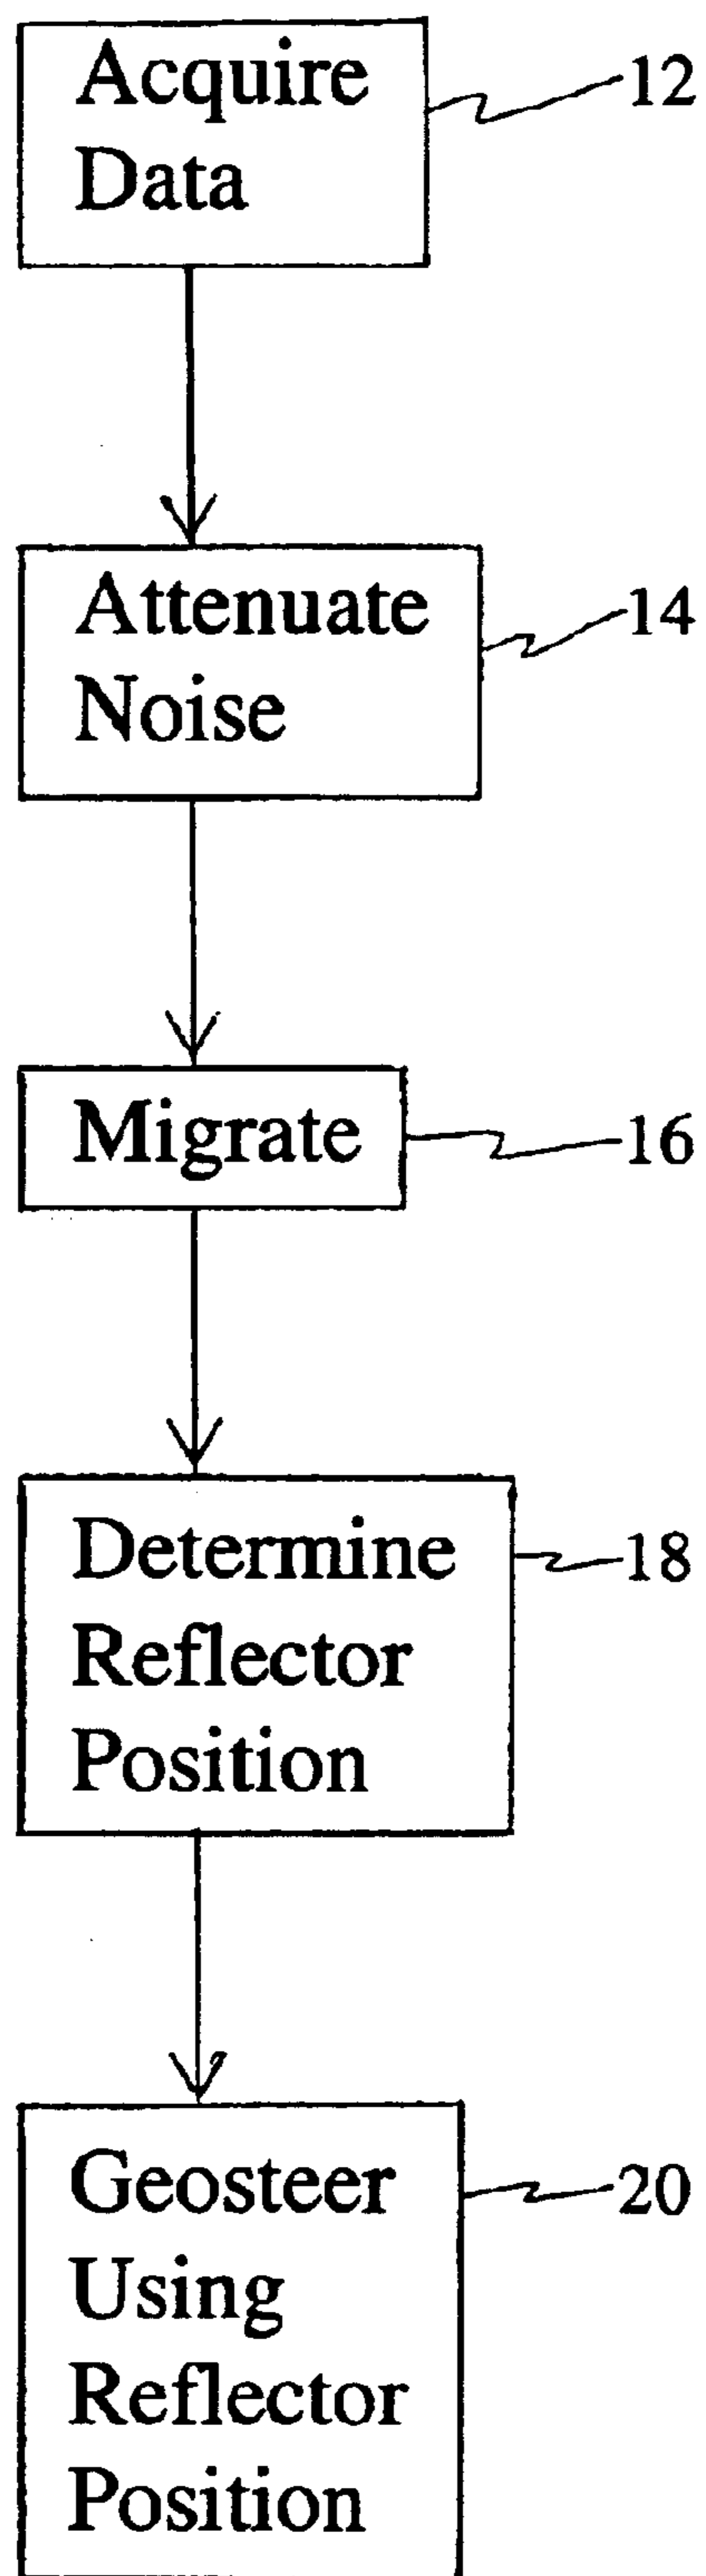 Acquire
Data
12
Attenuate
Noise
14
Migrate
16
Determine
Reflector
Position
18
Geosteer
Using
Reflector
Position
20